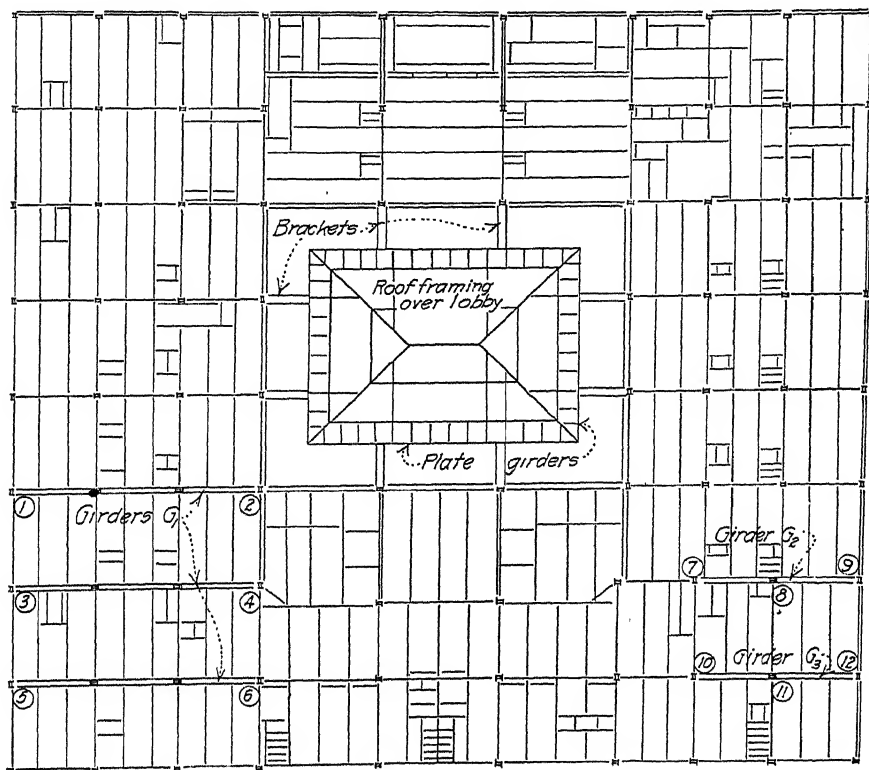 Brackets
Roof framing
over lobby
Plate girders
① ②
Girders G₁
Girder G₂
⑦ ⑨
③ ④ ⑧
⑩ Girder G₃ ⑫
⑤ ⑥ ⑪